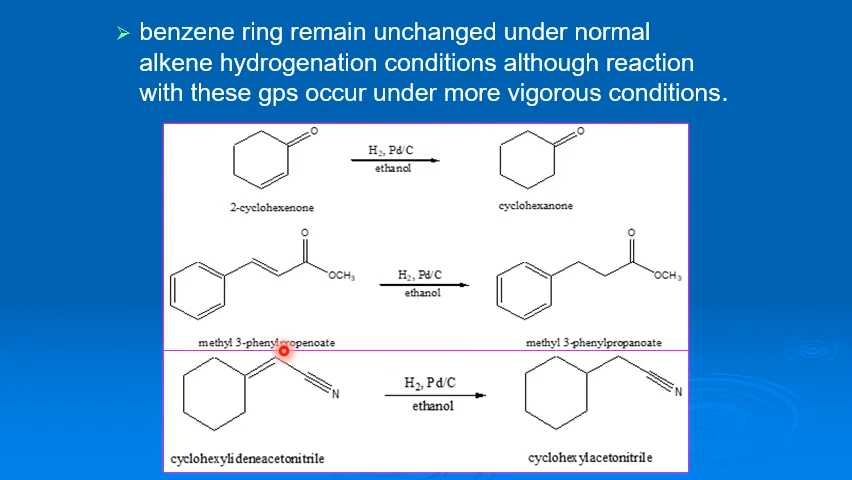 ➢ benzene ring remain unchanged under normal
alkene hydrogenation conditions although reaction
with these gps occur under more vigorous conditions.
O
H₂, Pd/C
ethanol
O
2-cyclohexenone
cyclohexanone
O
OCH₃
H₂, Pd/C
ethanol
O
OCH₃
methyl 3-phenylpropenoate
methyl 3-phenylpropanoate
N
H₂, Pd/C
ethanol
N
cyclohexylideneacetonitrile
cyclohexylacetonitrile